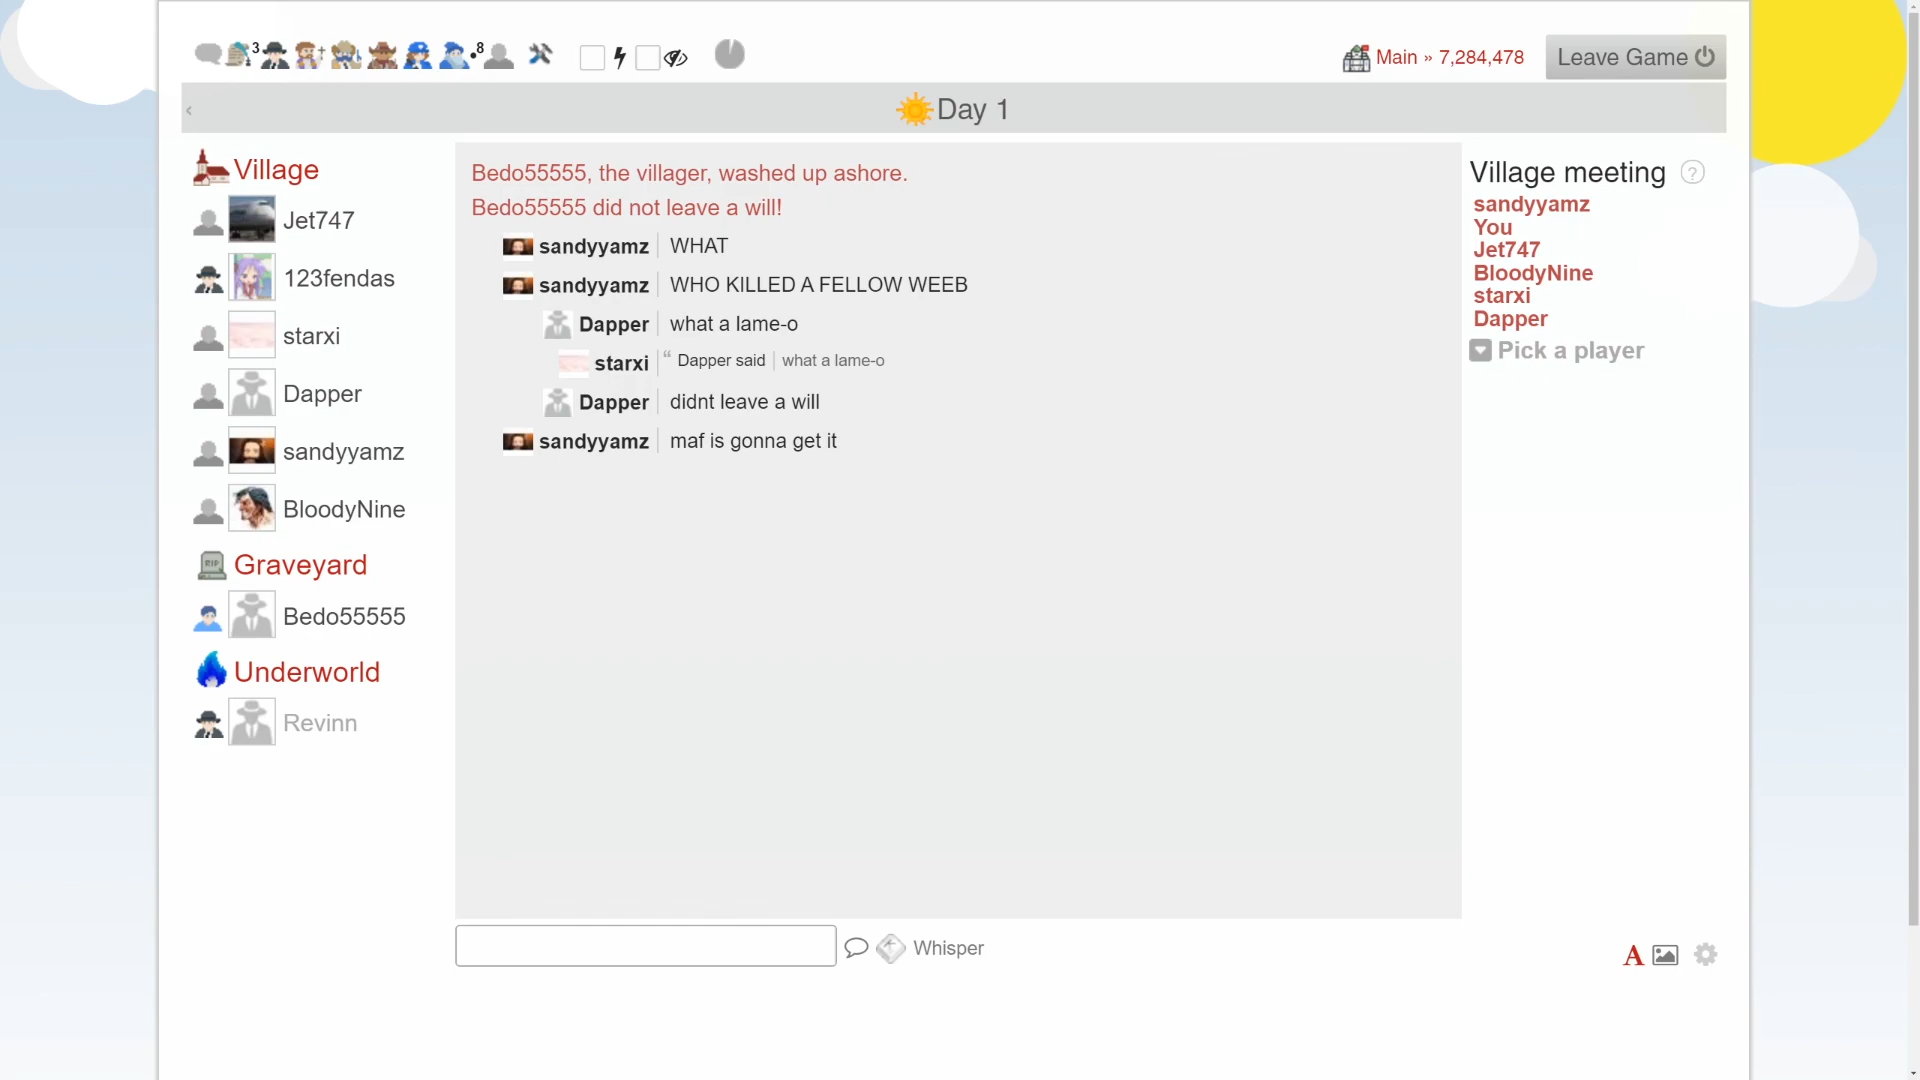 3
8
Main » 7,284,478
Leave Game
‹
Day 1
Village
Jet747
123fendas
starxi
Dapper
sandyyamz
BloodyNine
Graveyard
RIP
Bedo55555
Underworld
Revinn
Bedo55555, the villager, washed up ashore.
Bedo55555 did not leave a will!
sandyyamz WHAT
sandyyamz WHO KILLED A FELLOW WEEB
Dapper what a lame-o
starxi “ Dapper said what a lame-o
Dapper didnt leave a will
sandyyamz maf is gonna get it
Whisper
Village meeting ?
sandyyamz
You
Jet747
BloodyNine
starxi
Dapper
Pick a player
A